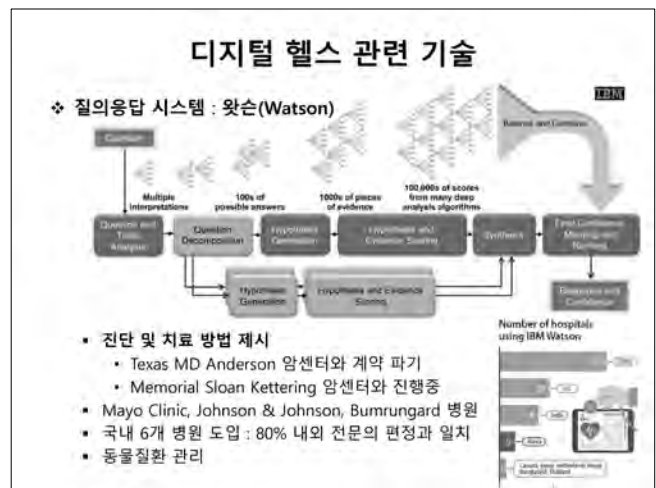 디지털 헬스 관련 기술
❖ 질의응답 시스템 : 왓슨(Watson)
IBM
Question
Balance and Combine
Multiple interpretations
100s of possible answers
1000s of pieces of evidence
100,000s of scores from many deep analysis algorithms
Question and Topic Analysis
Question Decomposition
Hypothesis Generation
Hypothesis and Evidence Scoring
Synthesis
Final Confidence Merging and Ranking
Hypothesis Generation
Hypothesis and Evidence Scoring
Number of hospitals
using IBM Watson
▪ 진단 및 치료 방법 제시
• Texas MD Anderson 암센터와 계약 파기
• Memorial Sloan Kettering 암센터와 진행중
▪ Mayo Clinic, Johnson & Johnson, Bumrungard 병원
▪ 국내 6개 병원 도입 : 80% 내외 전문의 편정과 일치
▪ 동물질환 관리